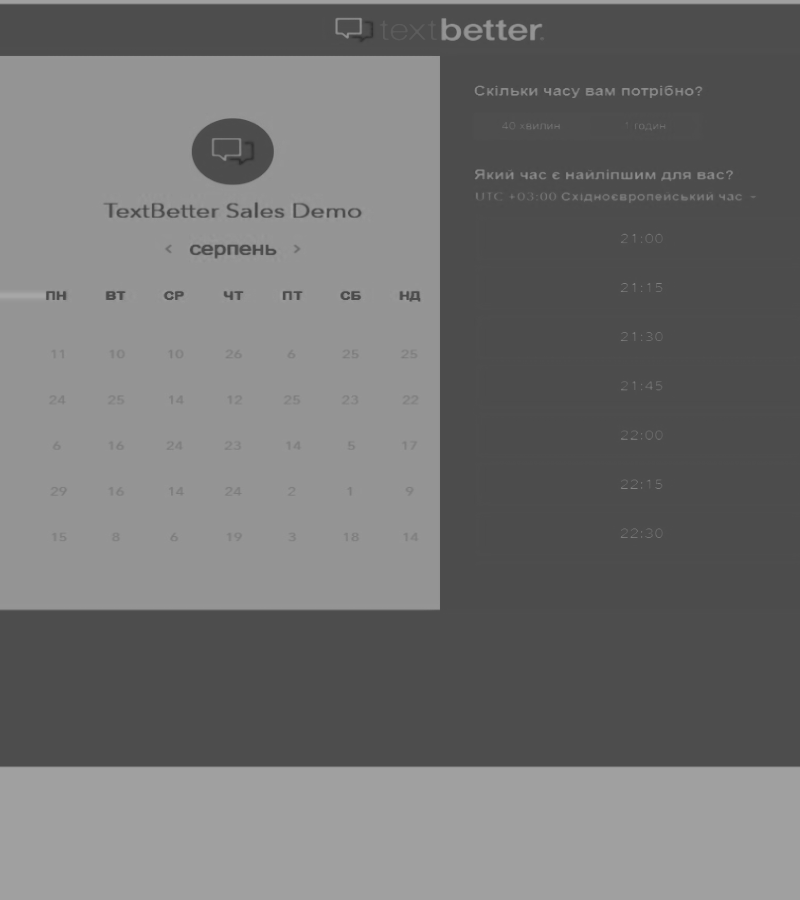 textbetter.
TextBetter Sales Demo
< серпень >
ПН ВТ СР ЧТ ПТ СБ НД
11 10 10 26 6 25 25
24 25 14 12 25 23 22
6 16 24 23 14 5 17
29 16 14 24 2 1 9
15 8 6 19 3 18 14
Скільки часу вам потрібно?
40 хвилин 1 годин
Який час є найліпшим для вас?
UTC +03:00 Східноєвропейський час
21:00
21:15
21:30
21:45
22:00
22:15
22:30